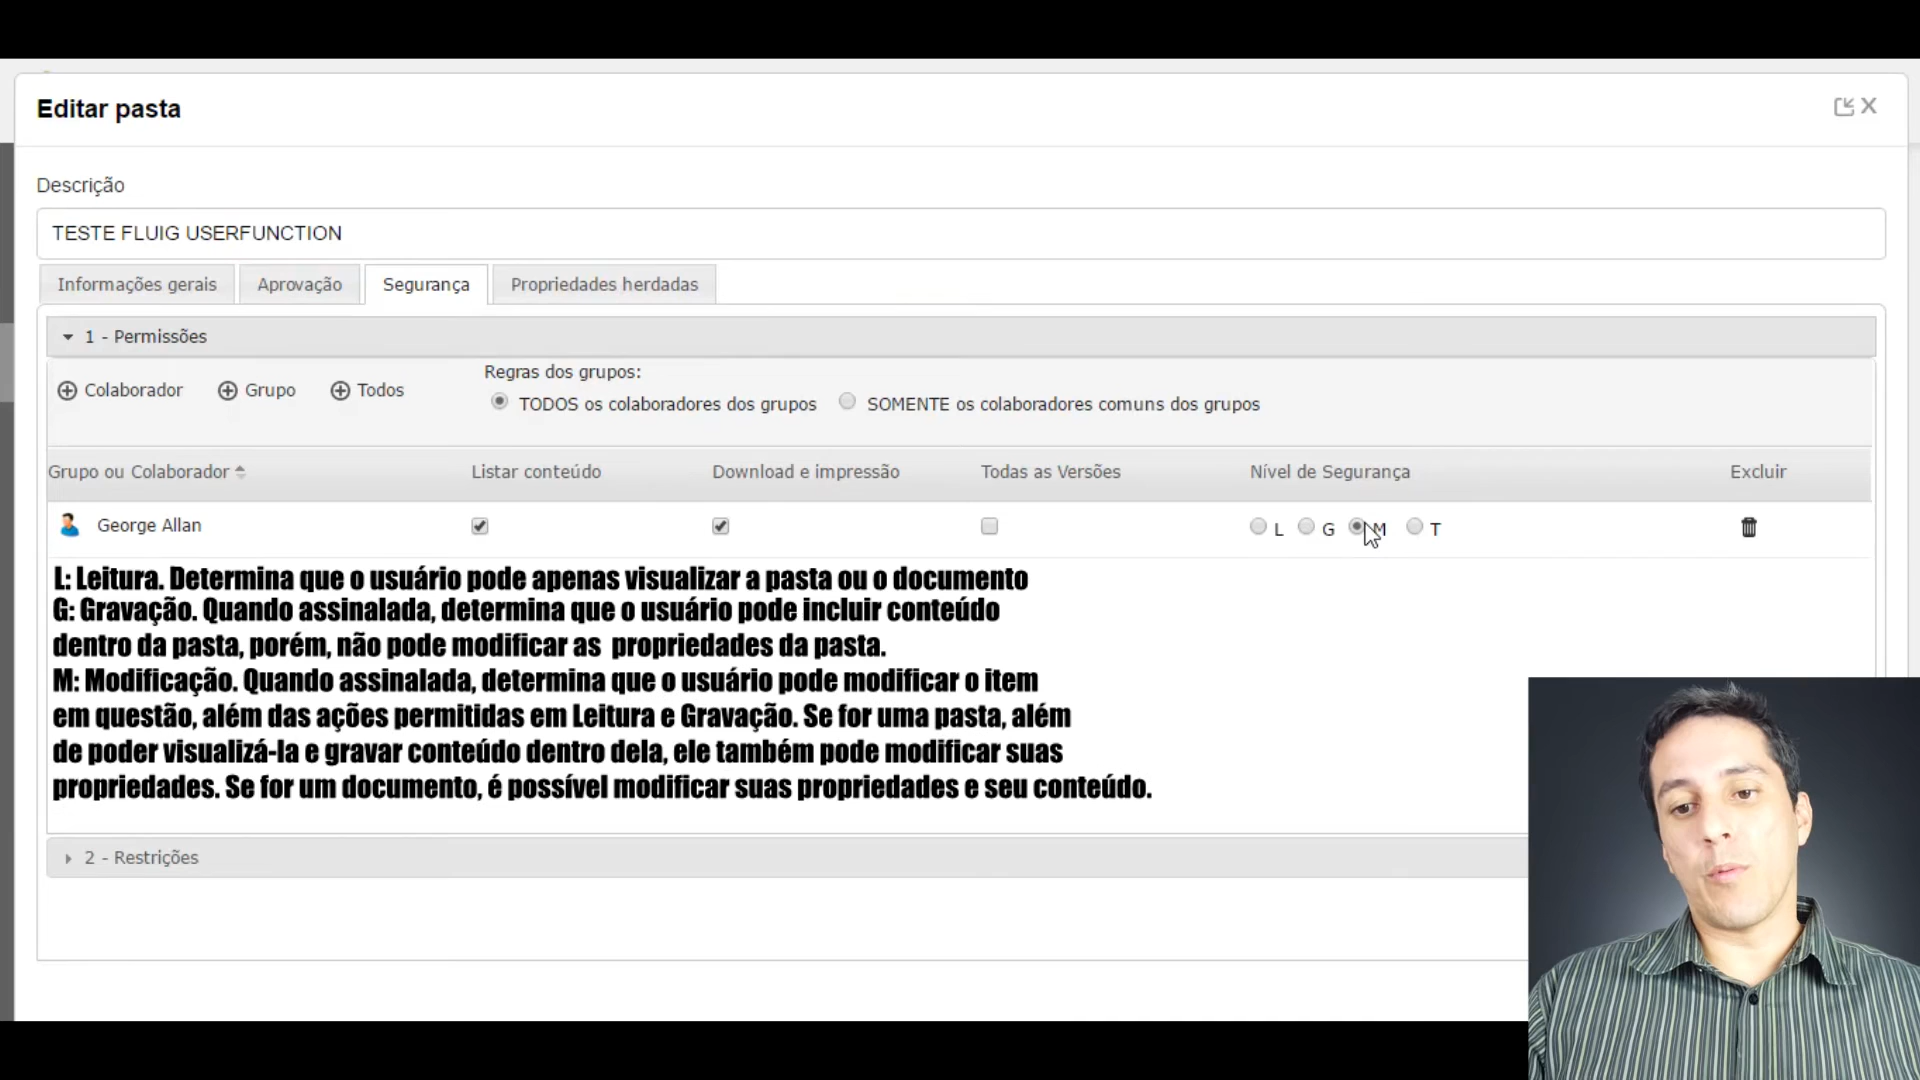 Editar pasta
Descrição
TESTE FLUIG USERFUNCTION
Informações gerais Aprovação Segurança Propriedades herdadas
1 - Permissões
Colaborador Grupo Todos
Regras dos grupos:
TODOS os colaboradores dos grupos SOMENTE os colaboradores comuns dos grupos
Grupo ou Colaborador Listar conteúdo Download e impressão Todas as Versões Nível de Segurança Excluir
George Allan L G M T
L: Leitura. Determina que o usuário pode apenas visualizar a pasta ou o documento
G: Gravação. Quando assinalada, determina que o usuário pode incluir conteúdo
dentro da pasta, porém, não pode modificar as propriedades da pasta.
M: Modificação. Quando assinalada, determina que o usuário pode modificar o item
em questão, além das ações permitidas em Leitura e Gravação. Se for uma pasta, além
de poder visualizá-la e gravar conteúdo dentro dela, ele também pode modificar suas
propriedades. Se for um documento, é possível modificar suas propriedades e seu conteúdo.
2 - Restrições